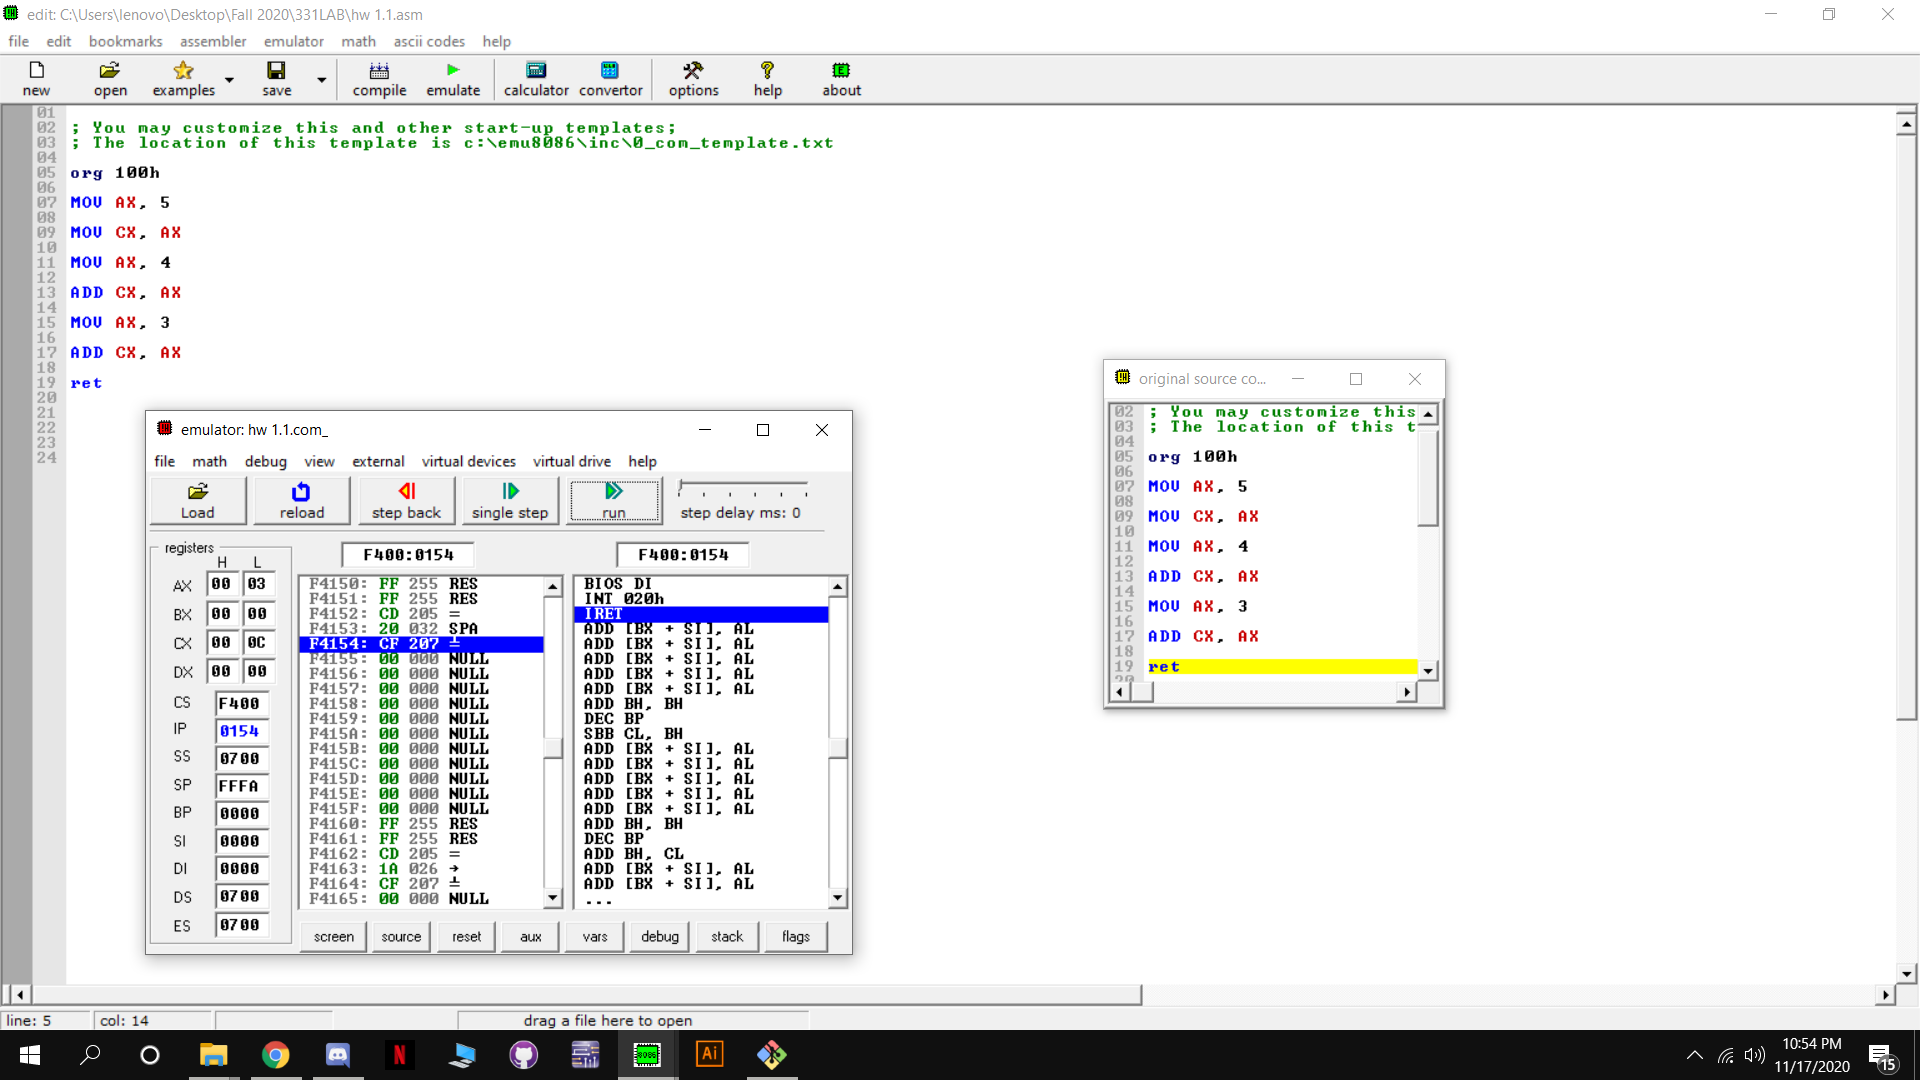 edit: C:\Users\lenovo\Desktop\Fall 2020\331LAB\hw 1.1.asm
file edit bookmarks assembler emulator math ascii codes help
new open examples save compile emulate calculator convertor options help about
01
02 ; You may customize this and other start-up templates;
03 ; The location of this template is c:\emu8086\inc\0_com_template.txt
04
05 org 100h
06
07 MOV AX, 5
08
09 MOV CX, AX
10
11 MOV AX, 4
12
13 ADD CX, AX
14
15 MOV AX, 3
16
17 ADD CX, AX
18
19 ret
20
21
22
23
24
emulator: hw 1.1.com_
file math debug view external virtual devices virtual drive help
Load reload step back single step run step delay ms: 0
registers
H L
AX 00 03
BX 00 00
CX 00 0C
DX 00 00
CS F400
IP 0154
SS 0700
SP FFFA
BP 0000
SI 0000
DI 0000
DS 0700
ES 0700
F400:0154
F4150: FF 255 RES
F4151: FF 255 RES
F4152: CD 205 =
F4153: 20 032 SPA
F4154: CF 207 ╧
F4155: 00 000 NULL
F4156: 00 000 NULL
F4157: 00 000 NULL
F4158: 00 000 NULL
F4159: 00 000 NULL
F415A: 00 000 NULL
F415B: 00 000 NULL
F415C: 00 000 NULL
F415D: 00 000 NULL
F415E: 00 000 NULL
F415F: 00 000 NULL
F4160: FF 255 RES
F4161: FF 255 RES
F4162: CD 205 =
F4163: 1A 026 →
F4164: CF 207 ╧
F4165: 00 000 NULL
F400:0154
BIOS DI
INT 020h
IRET
ADD [BX + SI], AL
ADD [BX + SI], AL
ADD [BX + SI], AL
ADD [BX + SI], AL
ADD [BX + SI], AL
ADD BH, BH
DEC BP
SBB CL, BH
ADD [BX + SI], AL
ADD [BX + SI], AL
ADD [BX + SI], AL
ADD [BX + SI], AL
ADD [BX + SI], AL
ADD BH, BH
DEC BP
ADD BH, CL
ADD [BX + SI], AL
ADD [BX + SI], AL
...
screen source reset aux vars debug stack flags
original source co...
02 ; You may customize this
03 ; The location of this t
04
05 org 100h
06
07 MOV AX, 5
08
09 MOV CX, AX
10
11 MOV AX, 4
12
13 ADD CX, AX
14
15 MOV AX, 3
16
17 ADD CX, AX
18
19 ret
20
line: 5 col: 14 drag a file here to open
N 8086 Ai
10:54 PM
11/17/2020
15